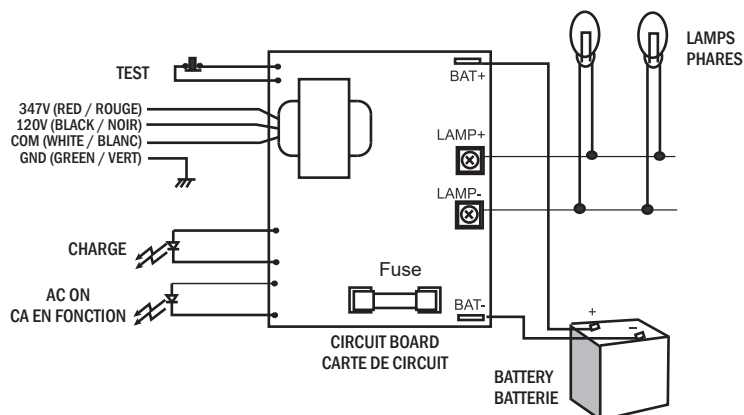 LAMPS
PHARES
TEST
BAT+
347V (RED / ROUGE)
120V (BLACK / NOIR)
COM (WHITE / BLANC)
GND (GREEN / VERT)
LAMP+
LAMP-
CHARGE
AC ON
CA EN FONCTION
Fuse
BAT-
CIRCUIT BOARD
CARTE DE CIRCUIT
+
-
BATTERY
BATTERIE